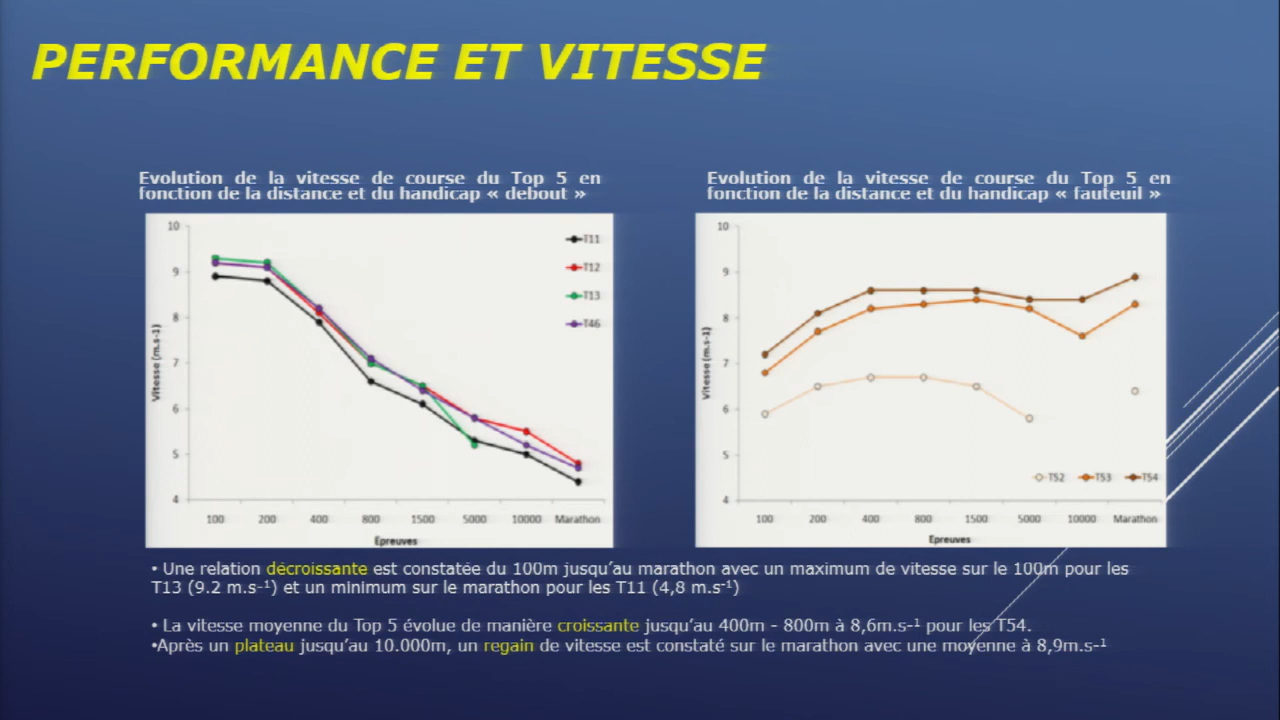 PERFORMANCE ET VITESSE
Evolution de la vitesse de course du Top 5 en
fonction de la distance et du handicap « debout »
10
9
8
7
6
5
4
Vitesse (m.s-1)
T11
T12
T13
T46
100 200 400 800 1500 5000 10000 Marathon
Epreuves
Evolution de la vitesse de course du Top 5 en
fonction de la distance et du handicap « fauteuil »
10
9
8
7
6
5
4
Vitesse (m.s-1)
T52 T53 T54
100 200 400 800 1500 5000 10000 Marathon
Epreuves
• Une relation décroissante est constatée du 100m jusqu'au marathon avec un maximum de vitesse sur le 100m pour les
T13 (9.2 m.s-1) et un minimum sur le marathon pour les T11 (4,8 m.s-1)
• La vitesse moyenne du Top 5 évolue de manière croissante jusqu'au 400m - 800m à 8,6m.s-1 pour les T54.
•Après un plateau jusqu'au 10.000m, un regain de vitesse est constaté sur le marathon avec une moyenne à 8,9m.s-1